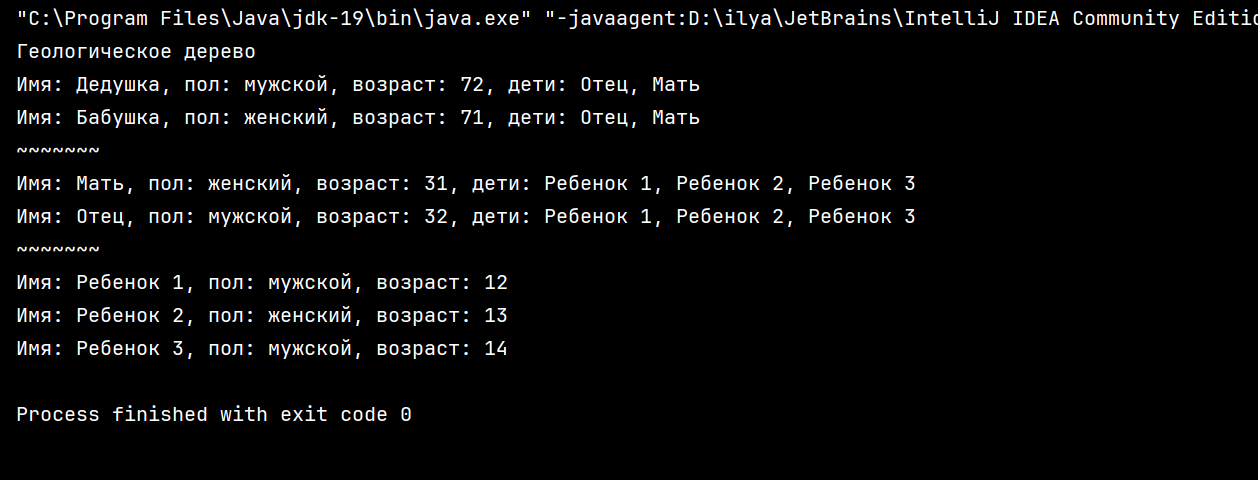 "C:\Program Files\Java\jdk-19\bin\java.exe" "-javaagent:D:\ilya\JetBrains\IntelliJ IDEA Community
Геологическое дерево
Имя: Дедушка, пол: мужской, возраст: 72, дети: Отец, Мать
Имя: Бабушка, пол: женский, возраст: 71, дети: Отец, Мать
~~~~~~~
Имя: Мать, пол: женский, возраст: 31, дети: Ребенок 1, Ребенок 2, Ребенок 3
Имя: Отец, пол: мужской, возраст: 32, дети: Ребенок 1, Ребенок 2, Ребенок 3
~~~~~~~
Имя: Ребенок 1, пол: мужской, возраст: 12
Имя: Ребенок 2, пол: женский, возраст: 13
Имя: Ребенок 3, пол: мужской, возраст: 14
Process finished with exit code 0